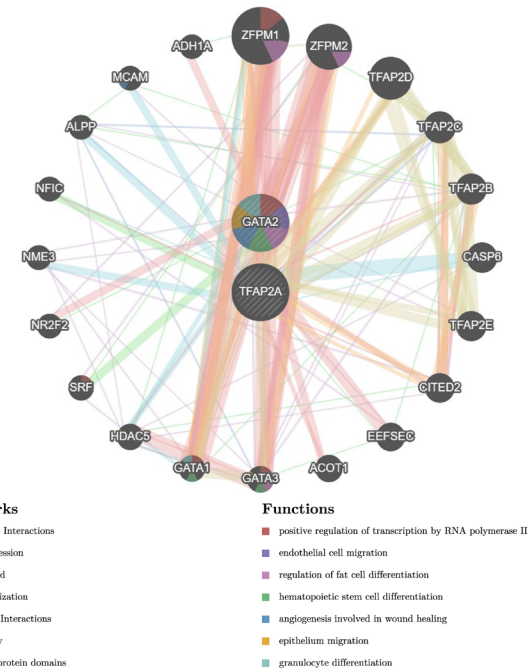 ZFPM1
ZFPM2
ADH1A
TFAP2D
MCAM
TFAP2C
ALPP
TFAP2B
NFIC
GATA2
CASP6
NME3
TFAP2A
NR2F2
TFAP2E
SRF
CITED2
HDAC5
EEFSEC
GATA1
GATA3
ACOT1
rks
Interactions
ession
d
ization
Interactions
y
protein domains
Functions
positive regulation of transcription by RNA polymerase II
endothelial cell migration
regulation of fat cell differentiation
hematopoietic stem cell differentiation
angiogenesis involved in wound healing
epithelium migration
granulocyte differentiation